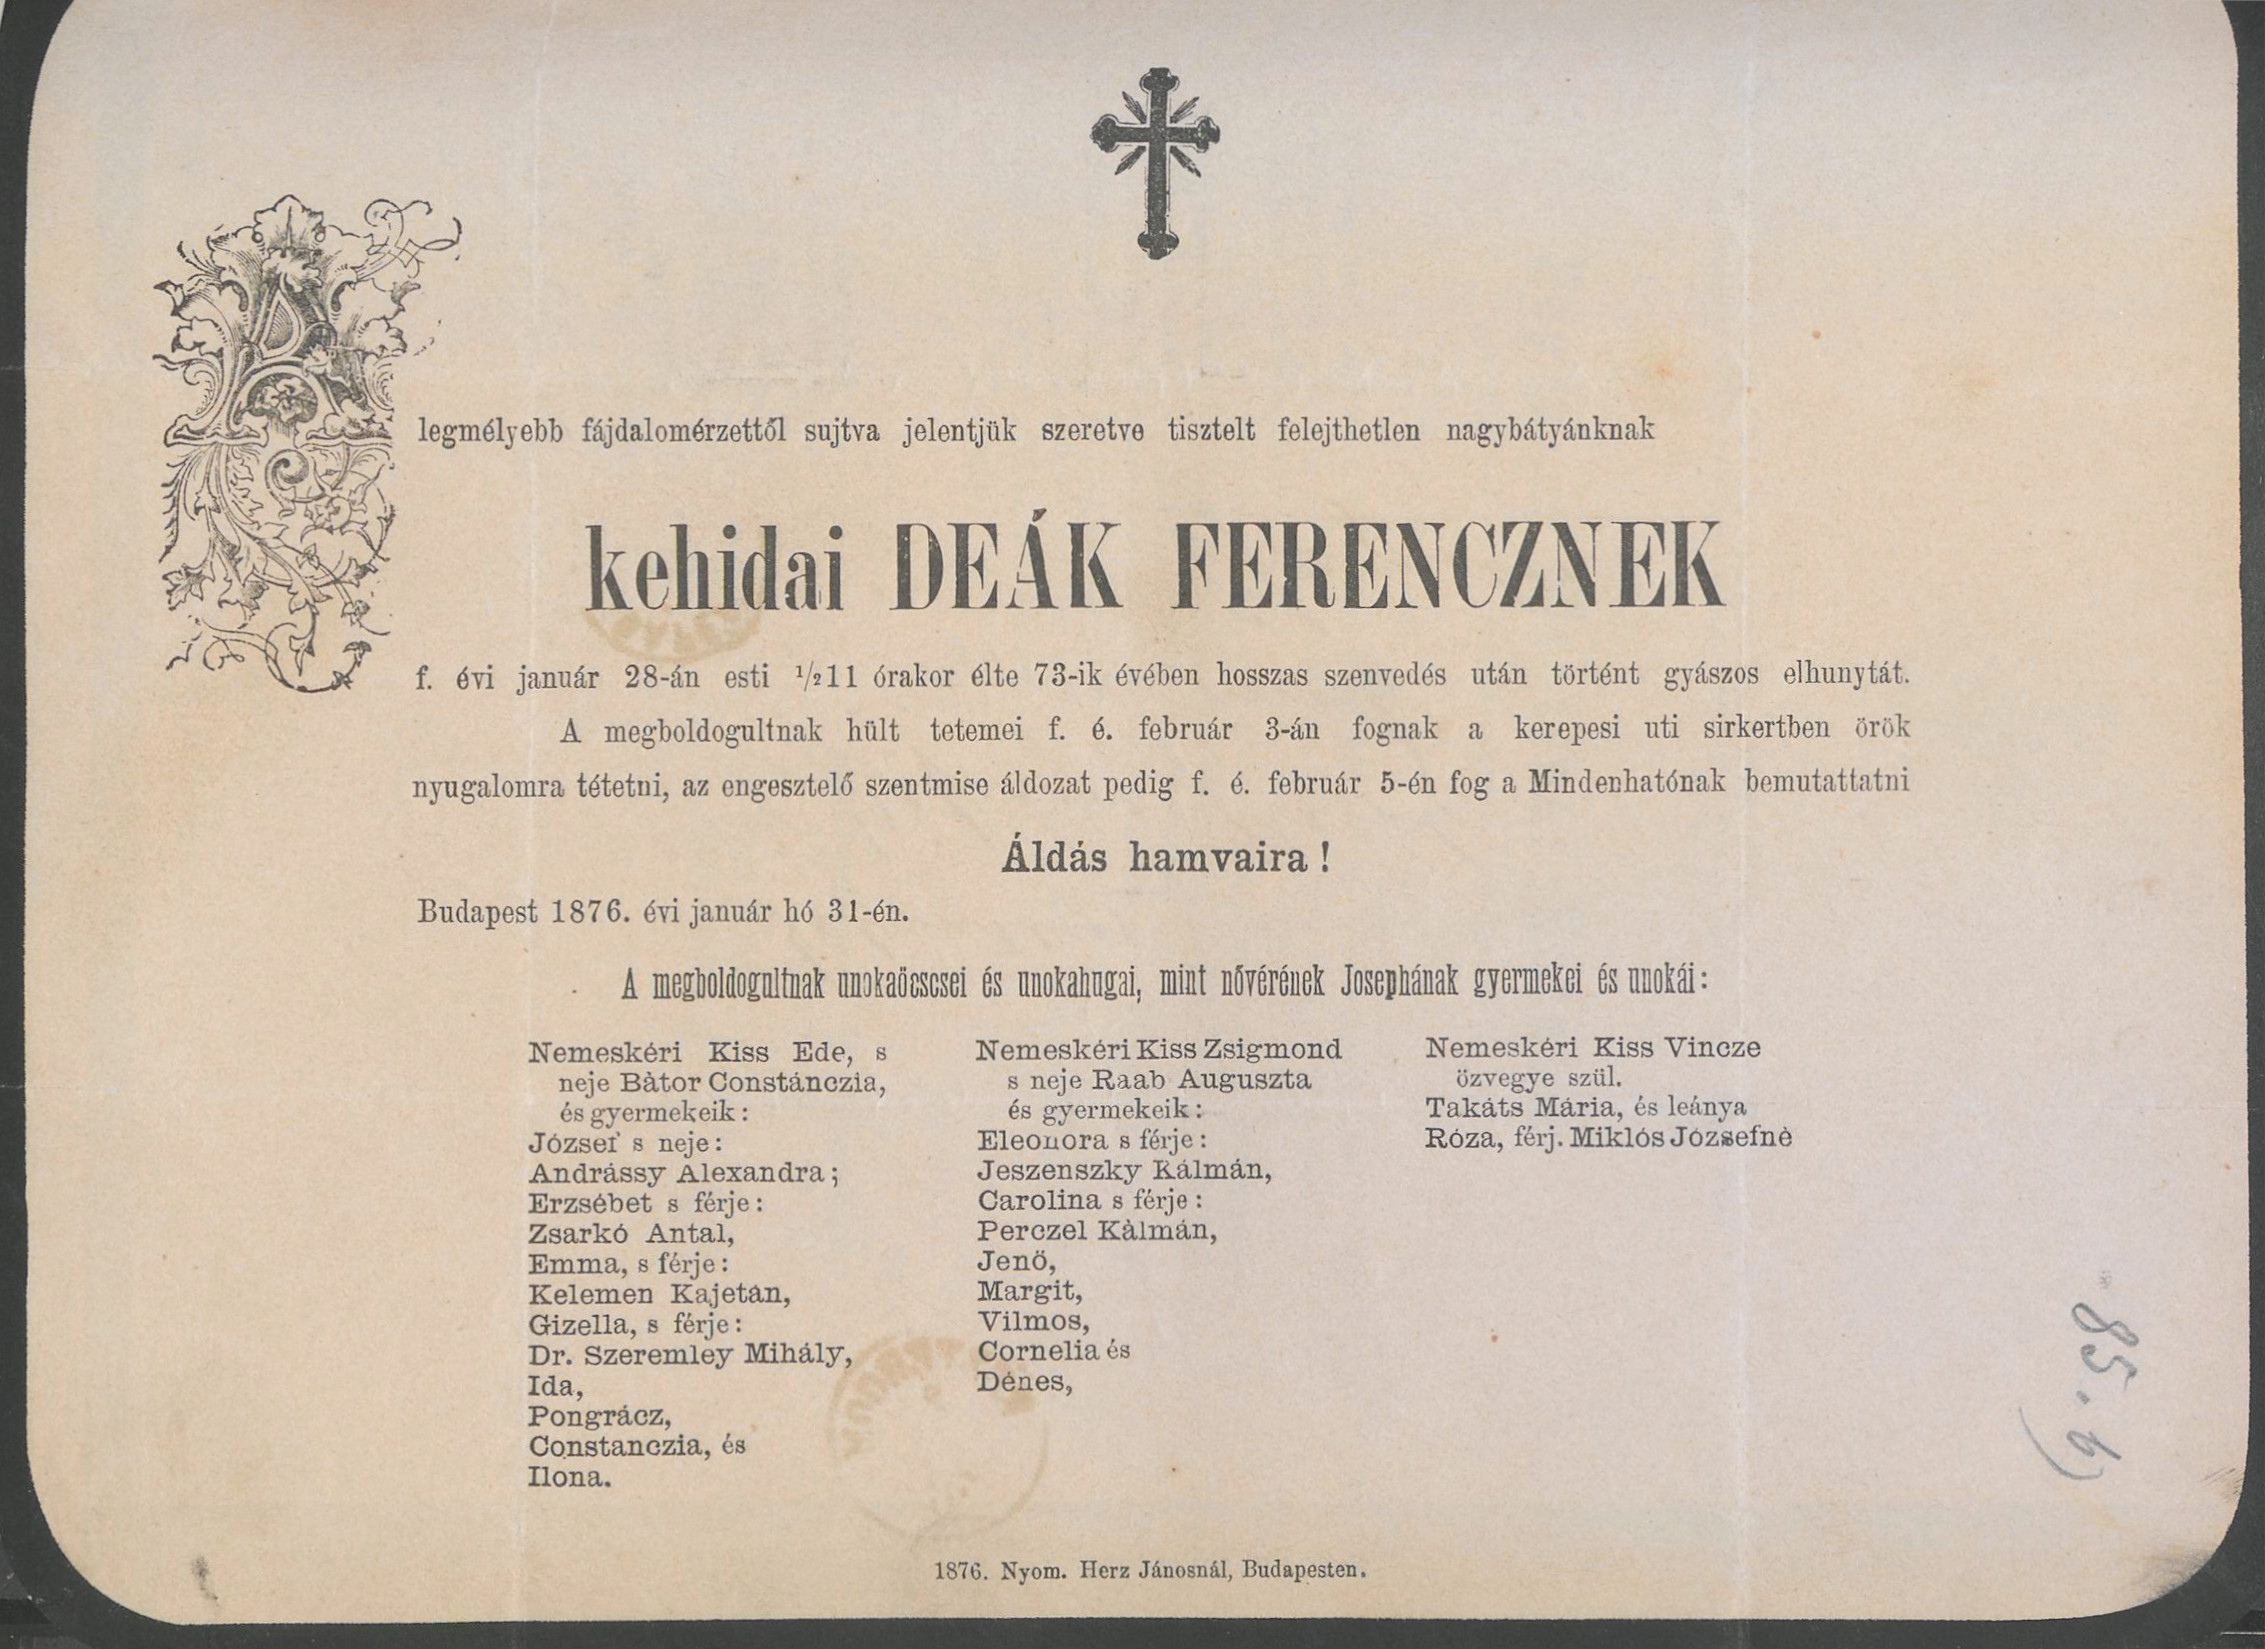 A legmélyebb fájdalomérzettől sujtva jelentjük szeretve tisztelt felejthetlen nagybátyánknak
kehidai DEÁK FERENCZNEK
f. évi január 28-án esti ½11 órakor élte 73-ik évében hosszas szenvedés után történt gyászos elhunytát.
A megboldogultnak hült tetemei f. é. február 3-án fognak a kerepesi uti sirkertben örök
nyugalomra tétetni, az engesztelő szentmise áldozat pedig f. é. február 5-én fog a Mindenhatónak bemutattatni
Áldás hamvaira !
Budapest 1876. évi január hó 31-én.
A megboldogultnak unokaöcscsei és unokahugai, mint nővérének Josephának gyermekei és unokái:
Nemeskéri Kiss Ede, s
neje Bàtor Constánczia,
és gyermekeik:
József s neje:
Andrássy Alexandra;
Erzsébet s férje:
Zsarkó Antal,
Emma, s férje:
Kelemen Kajetán,
Gizella, s férje:
Dr. Szeremley Mihály,
Ida,
Pongrácz,
Constanczia, és
Ilona.
Nemeskéri Kiss Zsigmond
s neje Raab Auguszta
és gyermekeik:
Eleonora s férje:
Jeszenszky Kálmán,
Carolina s férje:
Perczel Kàlmán,
Jenő,
Margit,
Vilmos,
Cornelia és
Dénes,
Nemeskéri Kiss Vincze
özvegye szül.
Takáts Mária, és leánya
Róza, férj. Miklós Józsefnè
1876. Nyom. Herz Jánosnál, Budapesten.